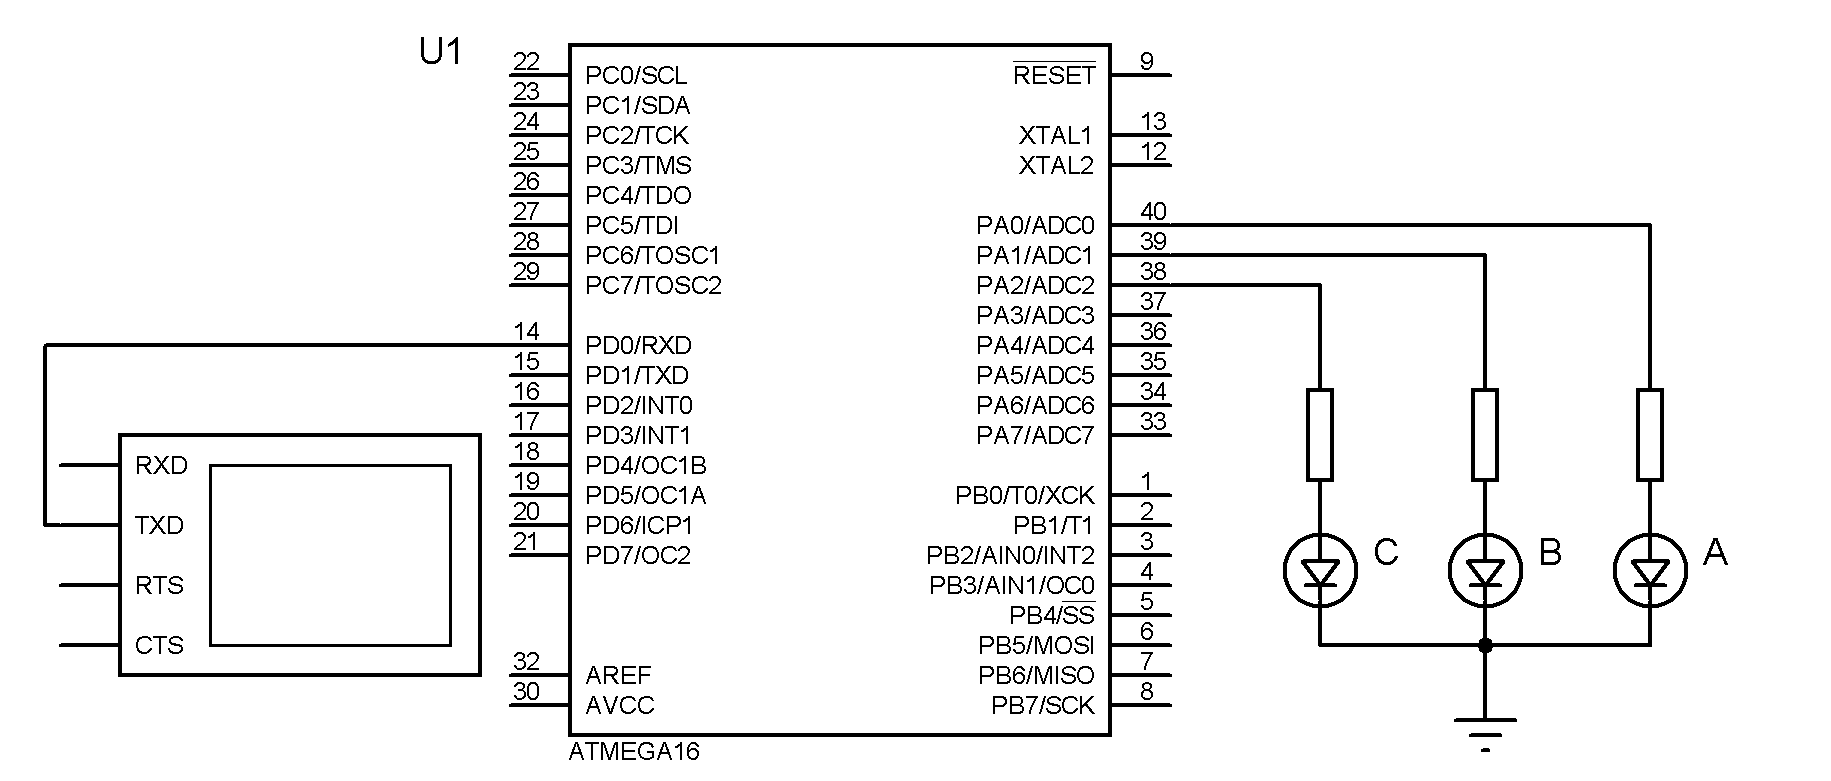 U1
22 PC0/SCL
23 PC1/SDA
24 PC2/TCK
25 PC3/TMS
26 PC4/TDO
27 PC5/TDI
28 PC6/TOSC1
29 PC7/TOSC2
14 PD0/RXD
15 PD1/TXD
16 PD2/INT0
17 PD3/INT1
18 PD4/OC1B
19 PD5/OC1A
20 PD6/ICP1
21 PD7/OC2
32 AREF
30 AVCC
RESET 9
XTAL1 13
XTAL2 12
PA0/ADC0 40
PA1/ADC1 39
PA2/ADC2 38
PA3/ADC3 37
PA4/ADC4 36
PA5/ADC5 35
PA6/ADC6 34
PA7/ADC7 33
PB0/T0/XCK 1
PB1/T1 2
PB2/AIN0/INT2 3
PB3/AIN1/OC0 4
PB4/SS 5
PB5/MOSI 6
PB6/MISO 7
PB7/SCK 8
ATMEGA16
RXD
TXD
RTS
CTS
C
B
A